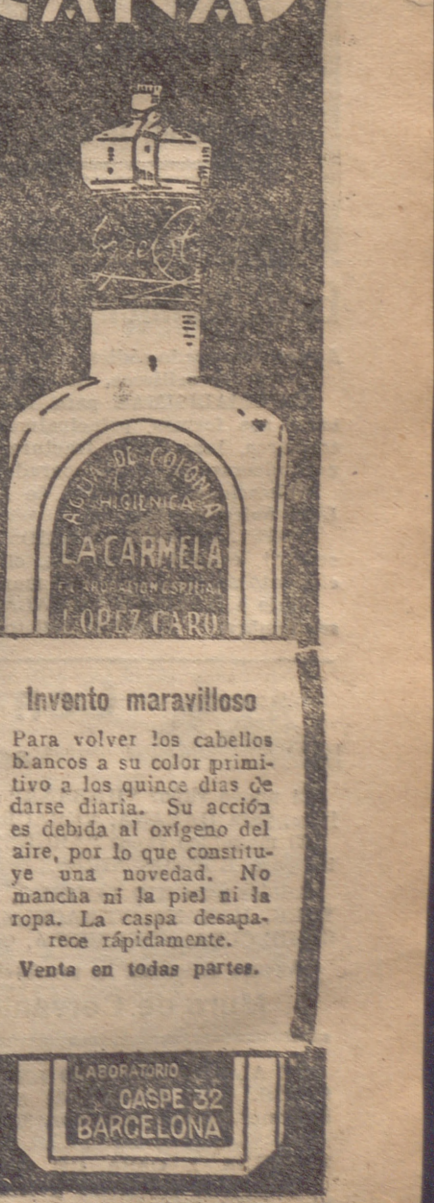 CANAS
AGUA DE COLONIA
HIGIENICA
LA CARMELA
LOPEZ CARO
Invento maravilloso
Para volver los cabellos
blancos a su color primi-
tivo a los quince días de
darse diaria. Su acción
es debida al oxígeno del
aire, por lo que constitu-
ye una novedad. No
mancha ni la piel ni la
ropa. La caspa desapa-
rece rápidamente.
Venta en todas partes.
LABORATORIO
CASPE 32
BARCELONA